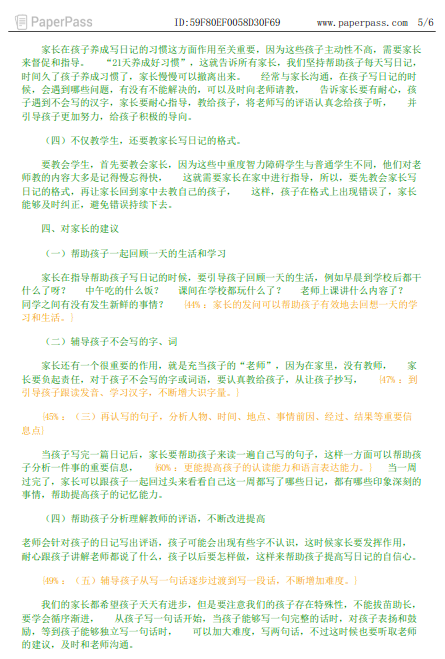 PaperPass ID:59F80EF0058D30F69 www.paperpass.com 5/6
家长在孩子养成写日记的习惯这方面作用至关重要，因为这些孩子主动性不高，需要家长
来督促和指导。 “21天养成好习惯”，这就告诉所有家长，我们坚持帮助孩子每天写日记，
时间久了孩子养成习惯了，家长慢慢可以撤离出来。 经常与家长沟通，在孩子写日记的时
候，会遇到哪些问题，有没有不能解决的，可以及时向老师请教， 告诉家长要有耐心，孩
子遇到不会写的汉字，家长要耐心指导，教给孩子，将老师写的评语认真念给孩子听， 并
引导孩子更加努力，给孩子积极的导向。
（四）不仅教学生，还要教家长写日记的格式。
要教会学生，首先要教会家长，因为这些中重度智力障碍学生与普通学生不同，他们对老
师教的内容大多是记得慢忘得快， 这就需要家长在家中进行指导，所以，要先教会家长写
日记的格式，再让家长回到家中去教自己的孩子， 这样，孩子在格式上出现错误了，家长
能够及时纠正，避免错误持续下去。
四、对家长的建议
（一）帮助孩子一起回顾一天的生活和学习
家长在指导帮助孩子写日记的时候，要引导孩子回顾一天的生活，例如早晨到学校后都干
什么了呀？ 中午吃的什么饭？ 课间在学校都玩什么了？ 老师上课讲什么内容了？
同学之间有没有发生新鲜的事情？ [44%：家长的发问可以帮助孩子有效地去回想一天的学
习和生活。]
（二）辅导孩子不会写的字、词
家长还有一个很重要的作用，就是充当孩子的“老师”，因为在家里，没有教师， 家
长要负起责任，对于孩子不会写的字或词语，要认真教给孩子，从让孩子抄写， [47%：到
引导孩子跟读发音、学习汉字，不断增大识字量。]
[45%：（三）再认写的句子，分析人物、时间、地点、事情前因、经过、结果等重要信
息点]
当孩子写完一篇日记后，家长要帮助孩子来读一遍自己写的句子，这样一方面可以帮助孩
子分析一件事的重要信息， [60%：更能提高孩子的认读能力和语言表达能力。] 当一周
过完了，家长可以跟孩子一起回过头来看看自己这一周都写了哪些日记，都有哪些印象深刻的
事情，帮助提高孩子的记忆能力。
（四）帮助孩子分析理解教师的评语，不断改进提高
老师会针对孩子的日记写出评语，孩子可能会出现有些字不认识，这时候家长要发挥作用，
耐心跟孩子讲解老师都说了什么，孩子以后要怎样做，这样来帮助孩子提高写日记的自信心。
[49%：（五）辅导孩子从写一句话逐步过渡到写一段话，不断增加难度。]
我们的家长都希望孩子天天有进步，但是要注意我们的孩子存在特殊性，不能拔苗助长，
要学会循序渐进， 从孩子写一句话开始，当孩子能够写一句完整的话时，对孩子表扬和鼓
励，等到孩子能够独立写一句话时， 可以加大难度，写两句话，不过这时候也要听取老师
的建议，及时和老师沟通。